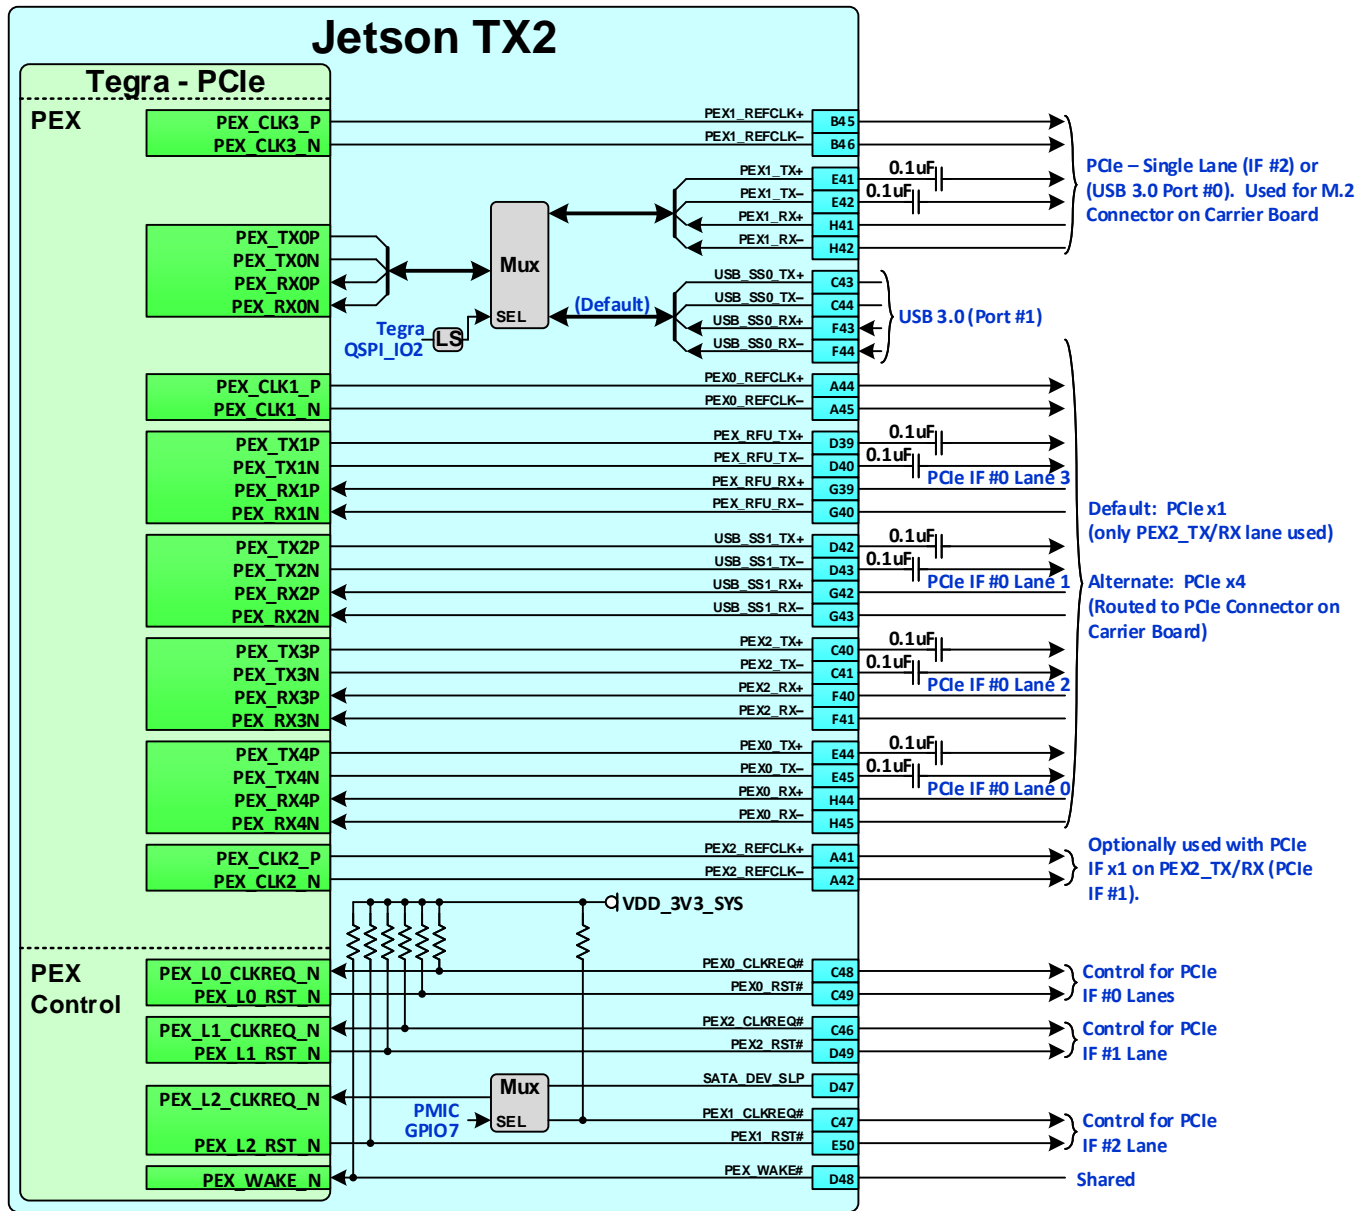 Jetson TX2
Tegra - PCIe
PEX
PEX_CLK3_P
PEX_CLK3_N
PEX1_REFCLK+
PEX1_REFCLK–
B45
B46
PEX_TX0P
PEX_TX0N
PEX_RX0P
PEX_RX0N
Mux
SEL
Tegra
QSPI_IO2
LS
(Default)
PEX1_TX+
PEX1_TX–
PEX1_RX+
PEX1_RX–
E41
E42
H41
H42
0.1uF
0.1uF
PCIe – Single Lane (IF #2) or
(USB 3.0 Port #0). Used for M.2
Connector on Carrier Board
USB_SS0_TX+
USB_SS0_TX–
USB_SS0_RX+
USB_SS0_RX–
C43
C44
F43
F44
USB 3.0 (Port #1)
PEX_CLK1_P
PEX_CLK1_N
PEX0_REFCLK+
PEX0_REFCLK–
A44
A45
PEX_TX1P
PEX_TX1N
PEX_RX1P
PEX_RX1N
PEX_RFU_TX+
PEX_RFU_TX–
PEX_RFU_RX+
PEX_RFU_RX–
D39
D40
G39
G40
0.1uF
0.1uF
PCIe IF #0 Lane 3
PEX_TX2P
PEX_TX2N
PEX_RX2P
PEX_RX2N
USB_SS1_TX+
USB_SS1_TX–
USB_SS1_RX+
USB_SS1_RX–
D42
D43
G42
G43
0.1uF
0.1uF
PCIe IF #0 Lane 1
Default: PCIe x1
(only PEX2_TX/RX lane used)
Alternate: PCIe x4
(Routed to PCIe Connector on
Carrier Board)
PEX_TX3P
PEX_TX3N
PEX_RX3P
PEX_RX3N
PEX2_TX+
PEX2_TX–
PEX2_RX+
PEX2_RX–
C40
C41
F40
F41
0.1uF
0.1uF
PCIe IF #0 Lane 2
PEX_TX4P
PEX_TX4N
PEX_RX4P
PEX_RX4N
PEX0_TX+
PEX0_TX–
PEX0_RX+
PEX0_RX–
E44
E45
H44
H45
0.1uF
0.1uF
PCIe IF #0 Lane 0
PEX_CLK2_P
PEX_CLK2_N
PEX2_REFCLK+
PEX2_REFCLK–
A41
A42
Optionally used with PCIe
IF x1 on PEX2_TX/RX (PCIe
IF #1).
VDD_3V3_SYS
PEX
Control
PEX_L0_CLKREQ_N
PEX_L0_RST_N
PEX0_CLKREQ#
PEX0_RST#
C48
C49
Control for PCIe
IF #0 Lanes
PEX_L1_CLKREQ_N
PEX_L1_RST_N
PEX2_CLKREQ#
PEX2_RST#
C46
D49
Control for PCIe
IF #1 Lane
PEX_L2_CLKREQ_N
PEX_L2_RST_N
Mux
SEL
PMIC
GPIO7
SATA_DEV_SLP
PEX1_CLKREQ#
PEX1_RST#
D47
C47
E50
Control for PCIe
IF #2 Lane
PEX_WAKE_N
PEX_WAKE#
D48
Shared